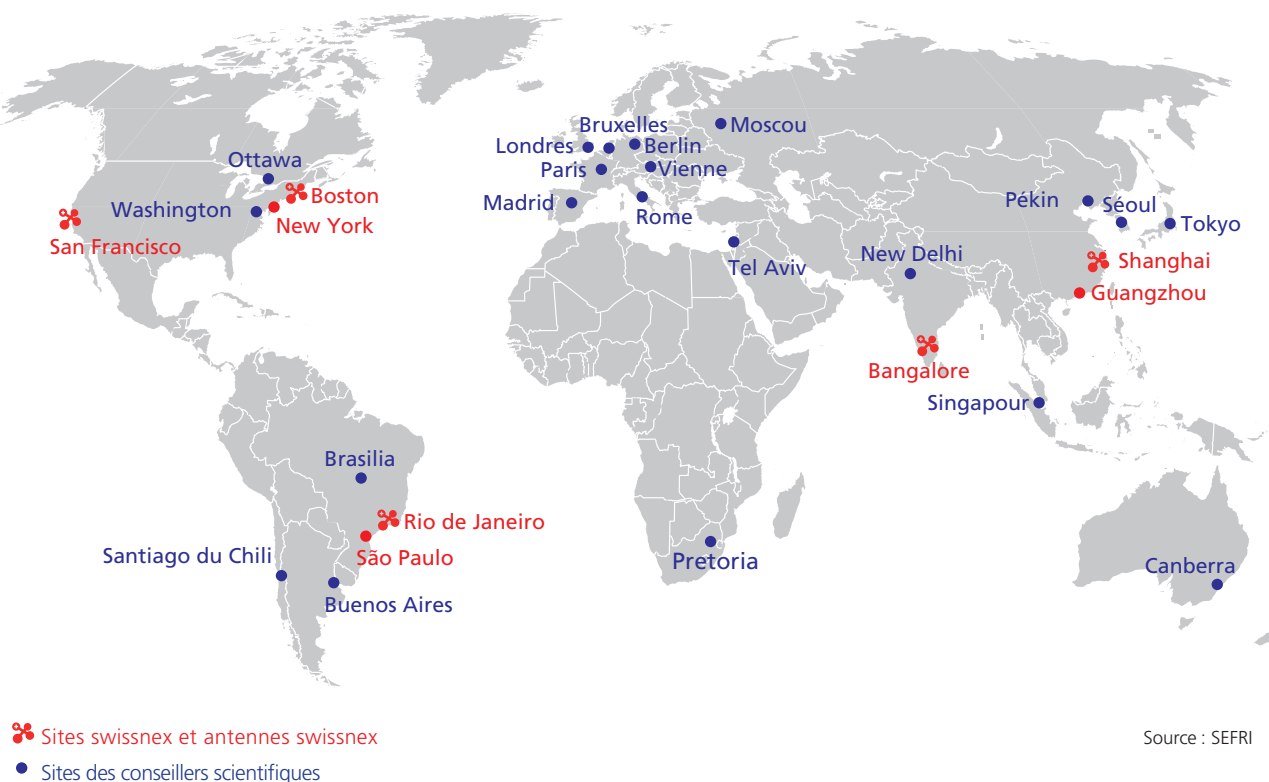 Bruxelles
Moscou
Londres
Berlin
Paris
Vienne
Madrid
Rome
Ottawa
Boston
Washington
New York
San Francisco
Pékin
Séoul
Tokyo
Tel Aviv
New Delhi
Shanghai
Guangzhou
Bangalore
Singapour
Brasilia
Rio de Janeiro
São Paulo
Santiago du Chili
Buenos Aires
Pretoria
Canberra
Sites swissnex et antennes swissnex
Source : SEFRI
Sites des conseillers scientifiques